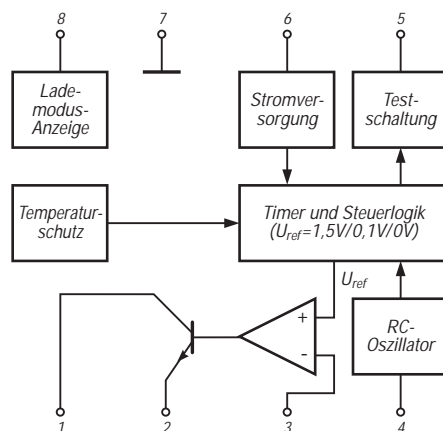 8
7
6
5
Lade-
modus-
Anzeige
Stromver-
sorgung
Test-
schaltung
Temperatur-
schutz
Timer und Steuerlogik
(Uref=1,5V/0,1V/0V)
Uref
+
-
RC-
Oszillator
1
2
3
4